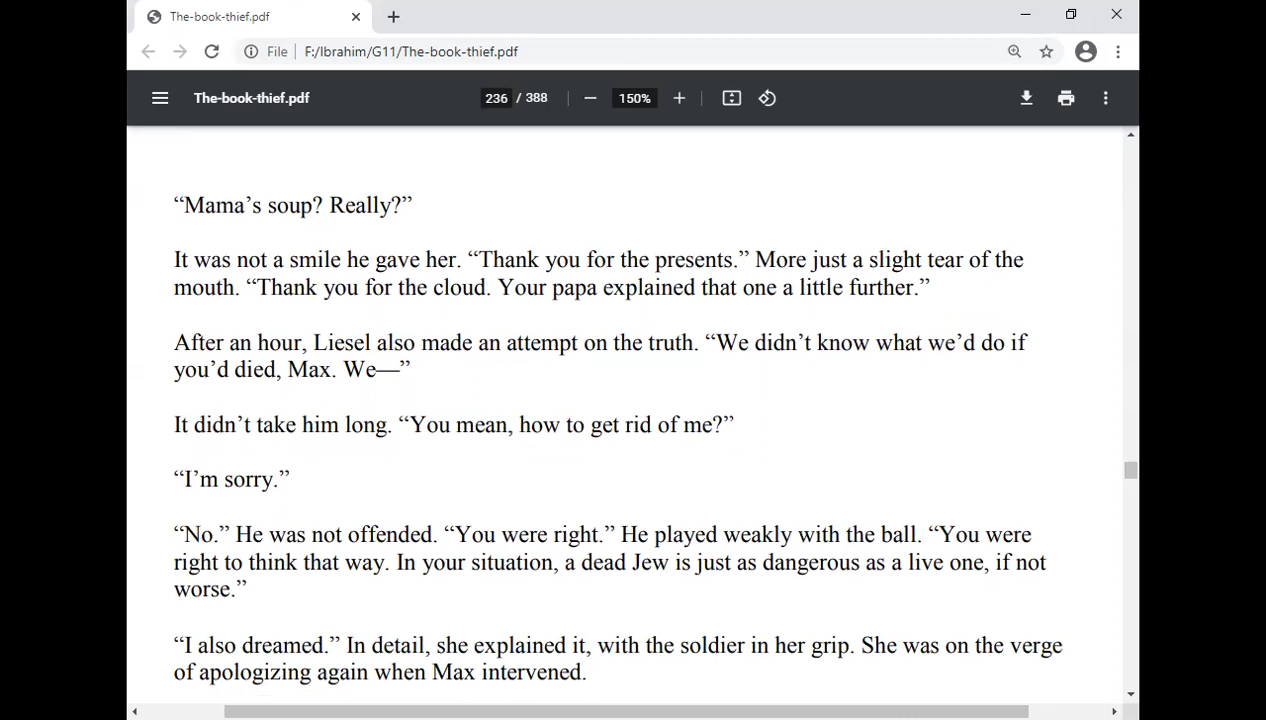 The-book-thief.pdf
File F:/Ibrahim/G11/The-book-thief.pdf
The-book-thief.pdf 236 / 388 150%
“Mama’s soup? Really?”
It was not a smile he gave her. “Thank you for the presents.” More just a slight tear of the
mouth. “Thank you for the cloud. Your papa explained that one a little further.”
After an hour, Liesel also made an attempt on the truth. “We didn’t know what we’d do if
you’d died, Max. We—”
It didn’t take him long. “You mean, how to get rid of me?”
“I’m sorry.”
“No.” He was not offended. “You were right.” He played weakly with the ball. “You were
right to think that way. In your situation, a dead Jew is just as dangerous as a live one, if not
worse.”
“I also dreamed.” In detail, she explained it, with the soldier in her grip. She was on the verge
of apologizing again when Max intervened.